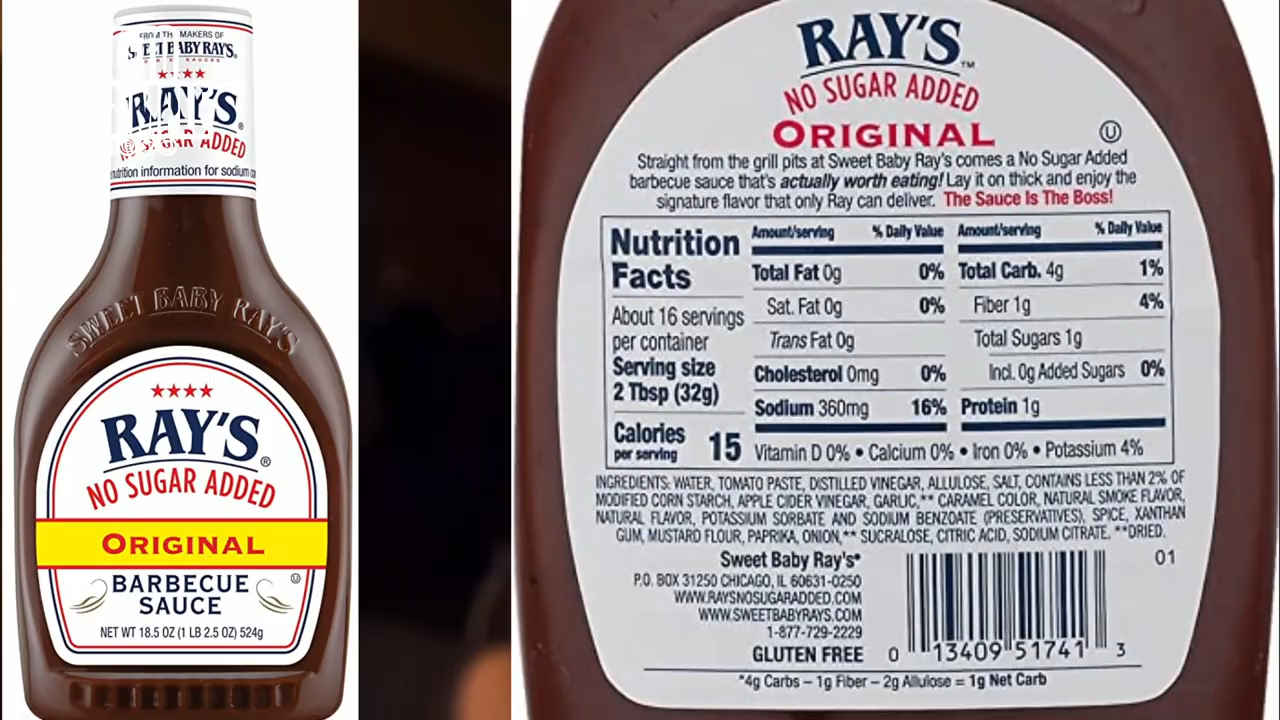 FROM THE MAKERS OF
SWEET BABY RAY'S®
★★★★
RAY'S®
NO SUGAR ADDED
nutrition information for sodium
SWEET BABY RAY'S
★★★★
RAY'S®
NO SUGAR ADDED
ORIGINAL
BARBECUE
SAUCE
NET WT 18.5 OZ (1 LB 2.5 OZ) 524g
RAY'S™
NO SUGAR ADDED
ORIGINAL
Straight from the grill pits at Sweet Baby Ray's comes a No Sugar Added
barbecue sauce that's actually worth eating! Lay it on thick and enjoy the
signature flavor that only Ray can deliver. The Sauce Is The Boss!
Nutrition
Facts
About 16 servings
per container
Serving size
2 Tbsp (32g)
Calories
per serving 15
Amount/serving % Daily Value
Total Fat 0g 0%
Sat. Fat 0g 0%
Trans Fat 0g
Cholesterol 0mg 0%
Sodium 360mg 16%
Amount/serving % Daily Value
Total Carb. 4g 1%
Fiber 1g 4%
Total Sugars 1g
Incl. 0g Added Sugars 0%
Protein 1g
Vitamin D 0% • Calcium 0% • Iron 0% • Potassium 4%
INGREDIENTS: WATER, TOMATO PASTE, DISTILLED VINEGAR, ALLULOSE, SALT, CONTAINS LESS THAN 2% OF
MODIFIED CORN STARCH, APPLE CIDER VINEGAR, GARLIC,** CARAMEL COLOR, NATURAL SMOKE FLAVOR,
NATURAL FLAVOR, POTASSIUM SORBATE AND SODIUM BENZOATE (PRESERVATIVES), SPICE, XANTHAN
GUM, MUSTARD FLOUR, PAPRIKA, ONION,** SUCRALOSE, CITRIC ACID, SODIUM CITRATE. **DRIED.
Sweet Baby Ray's®
P.O. BOX 31250 CHICAGO, IL 60631-0250
WWW.RAYSNOSUGARADDED.COM
WWW.SWEETBABYRAYS.COM
1-877-729-2229
GLUTEN FREE
01
0 13409 51741 3
*4g Carbs – 1g Fiber – 2g Allulose = 1g Net Carb